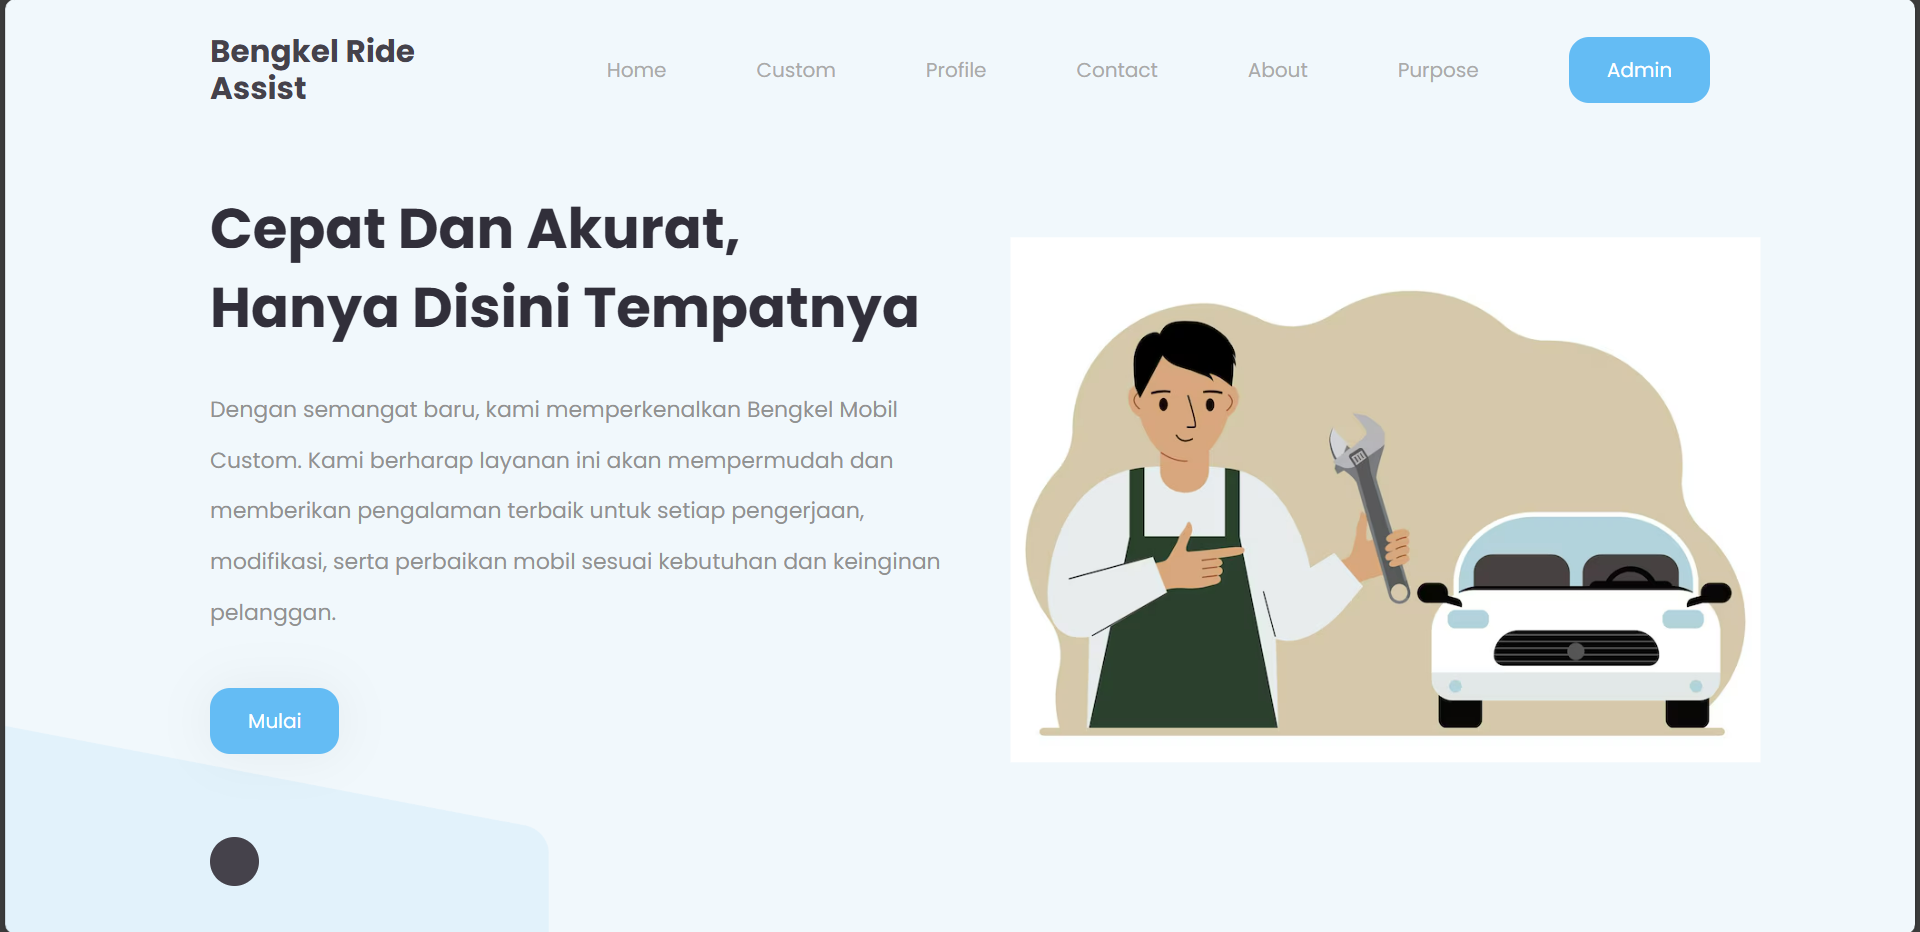 Bengkel Ride
Assist
Home
Custom
Profile
Contact
About
Purpose
Admin
Cepat Dan Akurat,
Hanya Disini Tempatnya
Dengan semangat baru, kami memperkenalkan Bengkel Mobil
Custom. Kami berharap layanan ini akan mempermudah dan
memberikan pengalaman terbaik untuk setiap pengerjaan,
modifikasi, serta perbaikan mobil sesuai kebutuhan dan keinginan
pelanggan.
Mulai